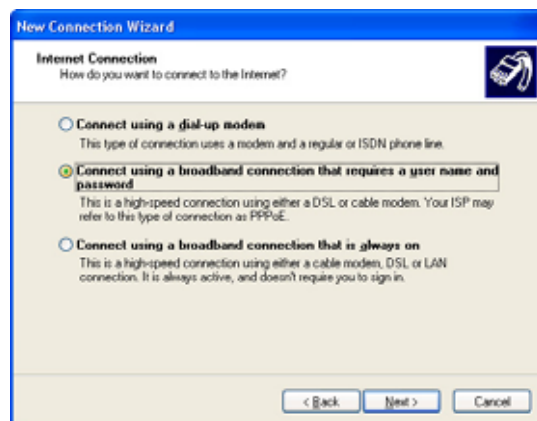 New Connection Wizard
Internet Connection
How do you want to connect to the Internet?
Connect using a dial-up modem
This type of connection uses a modem and a regular or ISDN phone line.
Connect using a broadband connection that requires a user name and
password
This is a high-speed connection using either a DSL or cable modem. Your ISP may
refer to this type of connection as PPPoE.
Connect using a broadband connection that is always on
This is a high-speed connection using either a cable modem, DSL or LAN
connection. It is always active, and doesn't require you to sign in.
< Back Next > Cancel